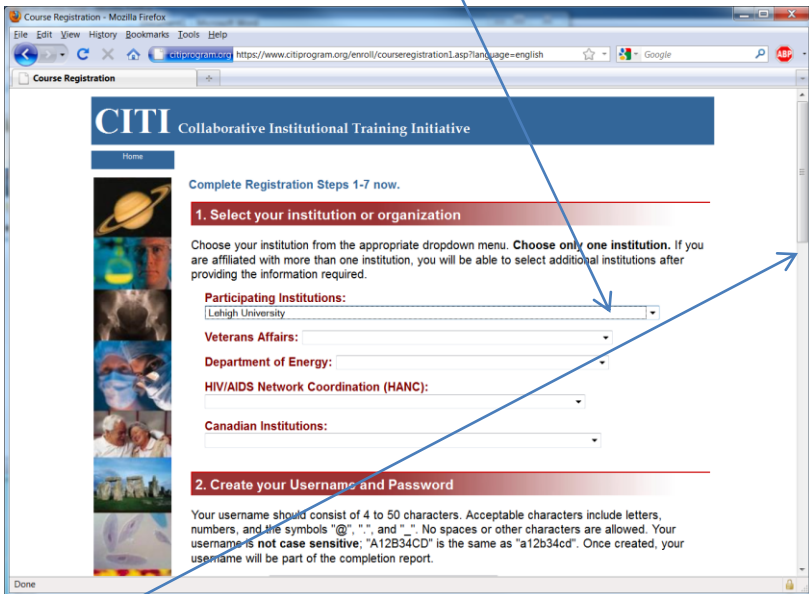 Course Registration - Mozilla Firefox
File Edit View History Bookmarks Tools Help
citiprogram.org https://www.citiprogram.org/enroll/courseregistration1.asp?language=english
Google
ABP
Course Registration
CITI Collaborative Institutional Training Initiative
Home
Complete Registration Steps 1-7 now.
1. Select your institution or organization
Choose your institution from the appropriate dropdown menu. Choose only one institution. If you
are affiliated with more than one institution, you will be able to select additional institutions after
providing the information required.
Participating Institutions:
Lehigh University
Veterans Affairs:
Department of Energy:
HIV/AIDS Network Coordination (HANC):
Canadian Institutions:
2. Create your Username and Password
Your username should consist of 4 to 50 characters. Acceptable characters include letters,
numbers, and the symbols "@", ".", and "_". No spaces or other characters are allowed. Your
username is not case sensitive; "A12B34CD" is the same as "a12b34cd". Once created, your
username will be part of the completion report.
Done